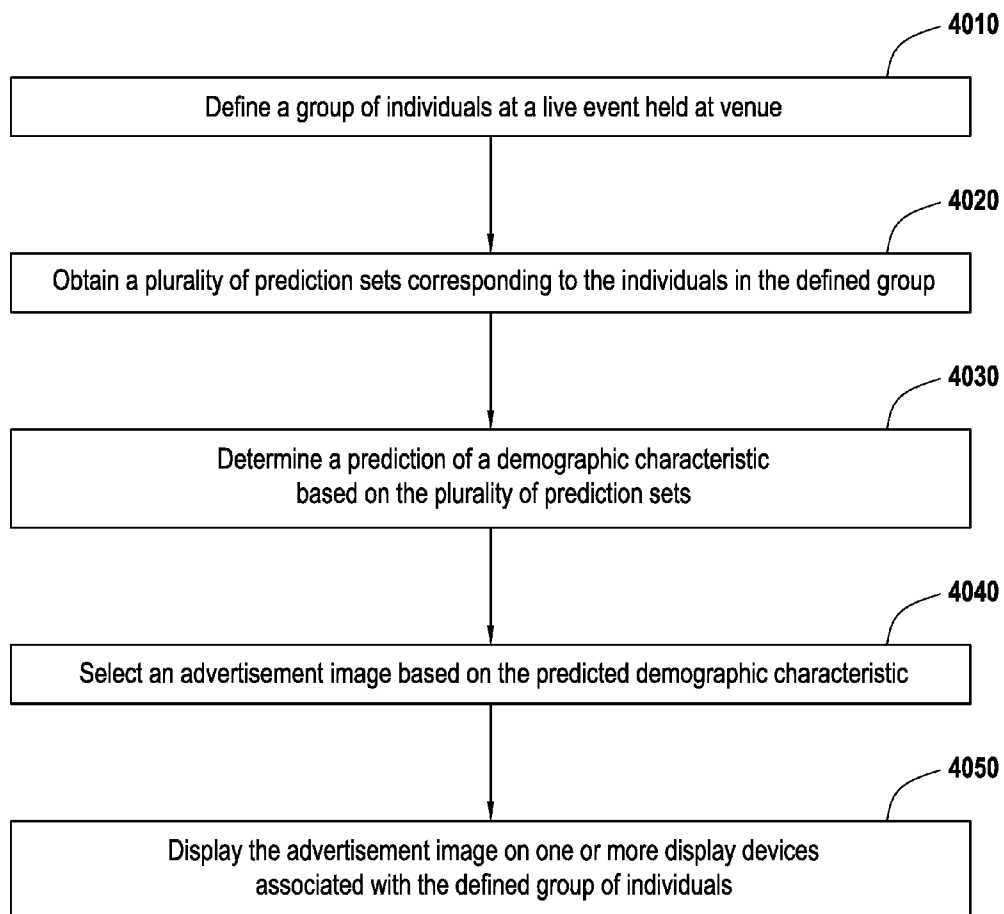 4010
Define a group of individuals at a live event held at venue
4020
Obtain a plurality of prediction sets corresponding to the individuals in the defined group
4030
Determine a prediction of a demographic characteristic
based on the plurality of prediction sets
4040
Select an advertisement image based on the predicted demographic characteristic
4050
Display the advertisement image on one or more display devices
associated with the defined group of individuals